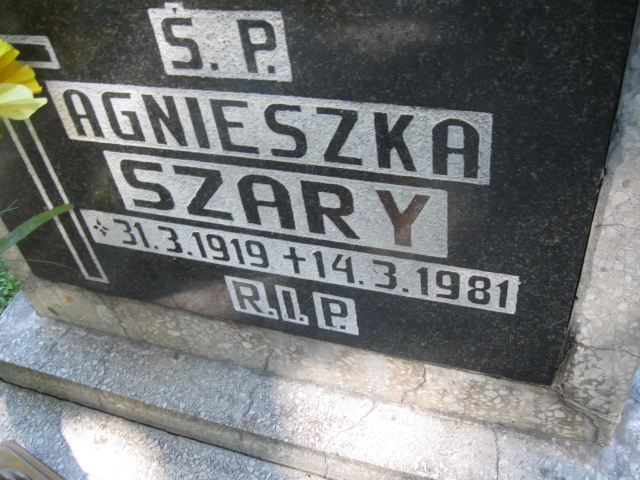 Ś. P.
AGNIESZKA
SZARY
* 31.3.1919 + 14.3.1981
R.I.P.